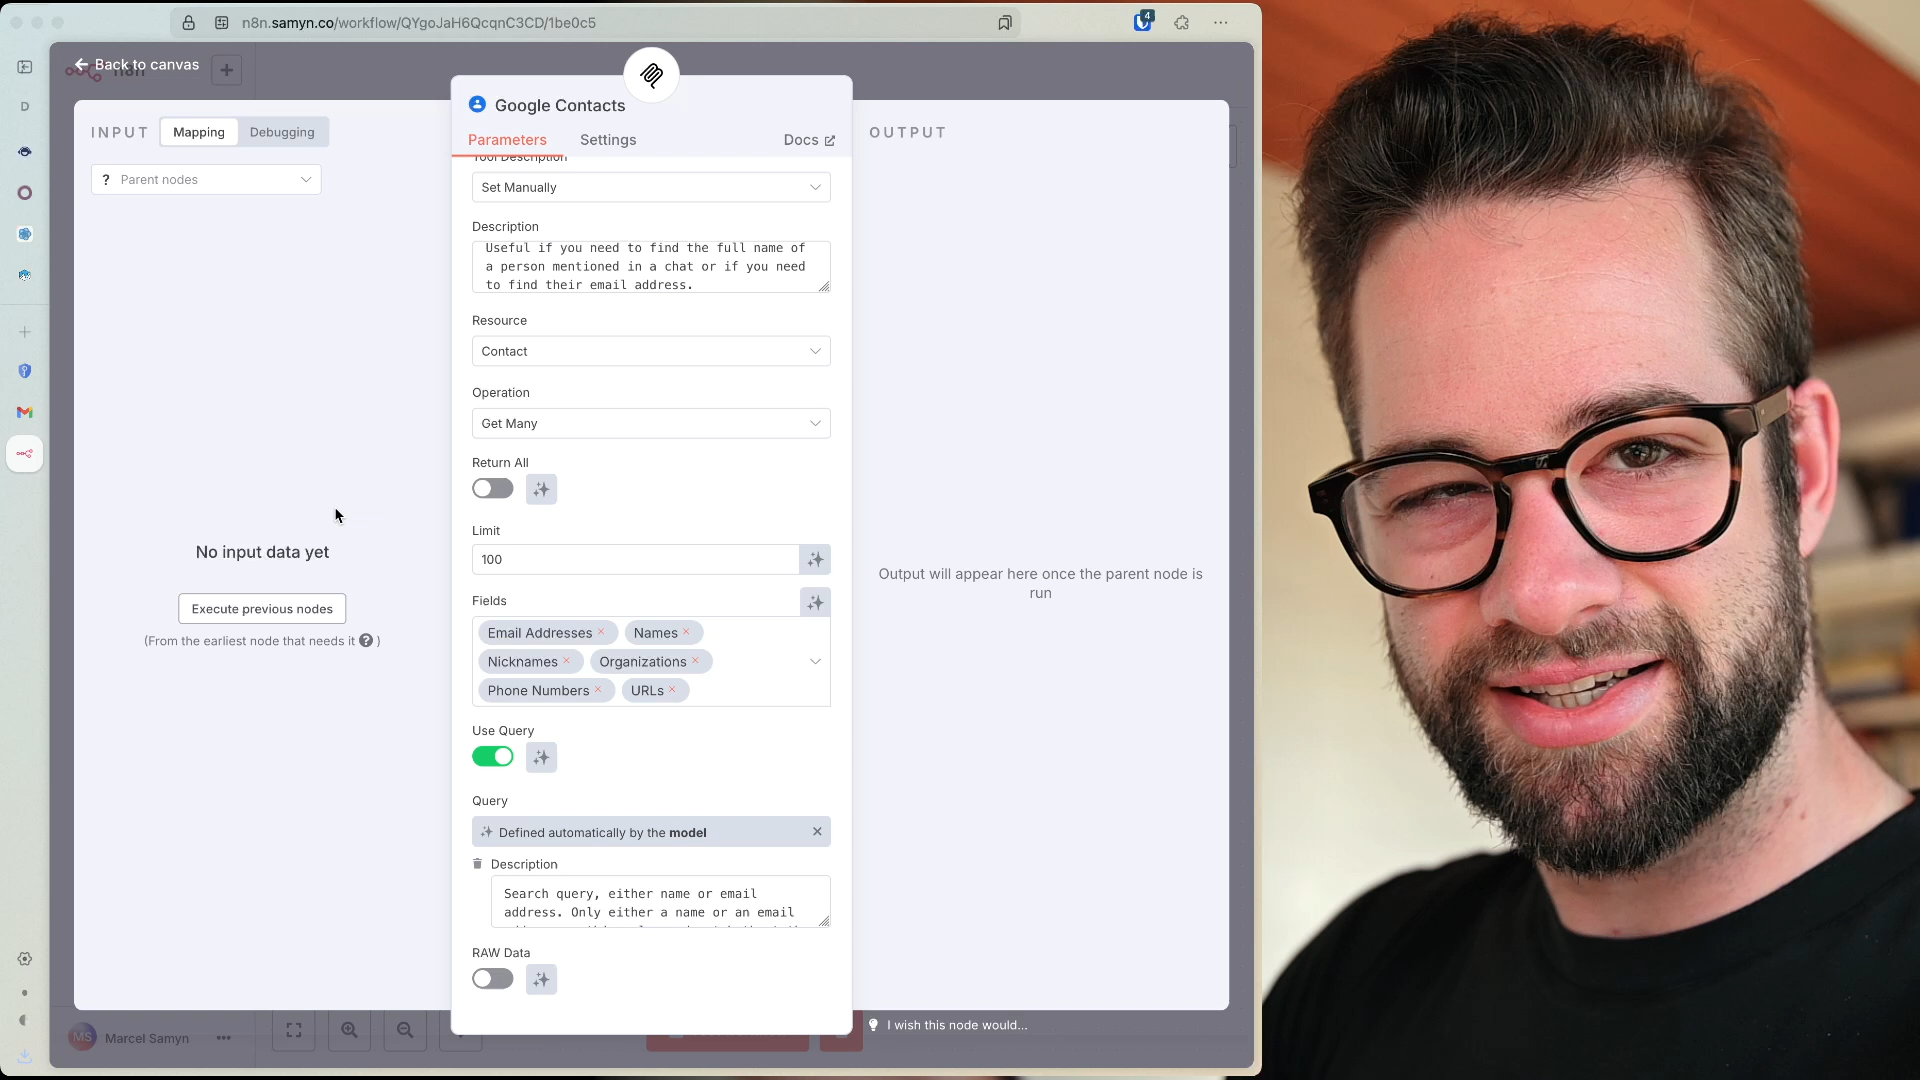 n8n.samyn.co/workflow/QYgoJaH6QcqnC3CD/1be0c5
4
D
Back to canvas
Google Contacts
INPUT
Mapping
Debugging
Parameters
Settings
Docs
OUTPUT
Tool Description
? Parent nodes
Set Manually
Description
Useful if you need to find the full name of
a person mentioned in a chat or if you need
to find their email address.
Resource
Contact
Operation
Get Many
Return All
Limit
100
No input data yet
Execute previous nodes
(From the earliest node that needs it ? )
Output will appear here once the parent node is
run
Fields
Email Addresses × Names ×
Nicknames × Organizations ×
Phone Numbers × URLs ×
Use Query
Query
Defined automatically by the model
Description
Search query, either name or email
address. Only either a name or an email
RAW Data
MS
Marcel Samyn
I wish this node would...